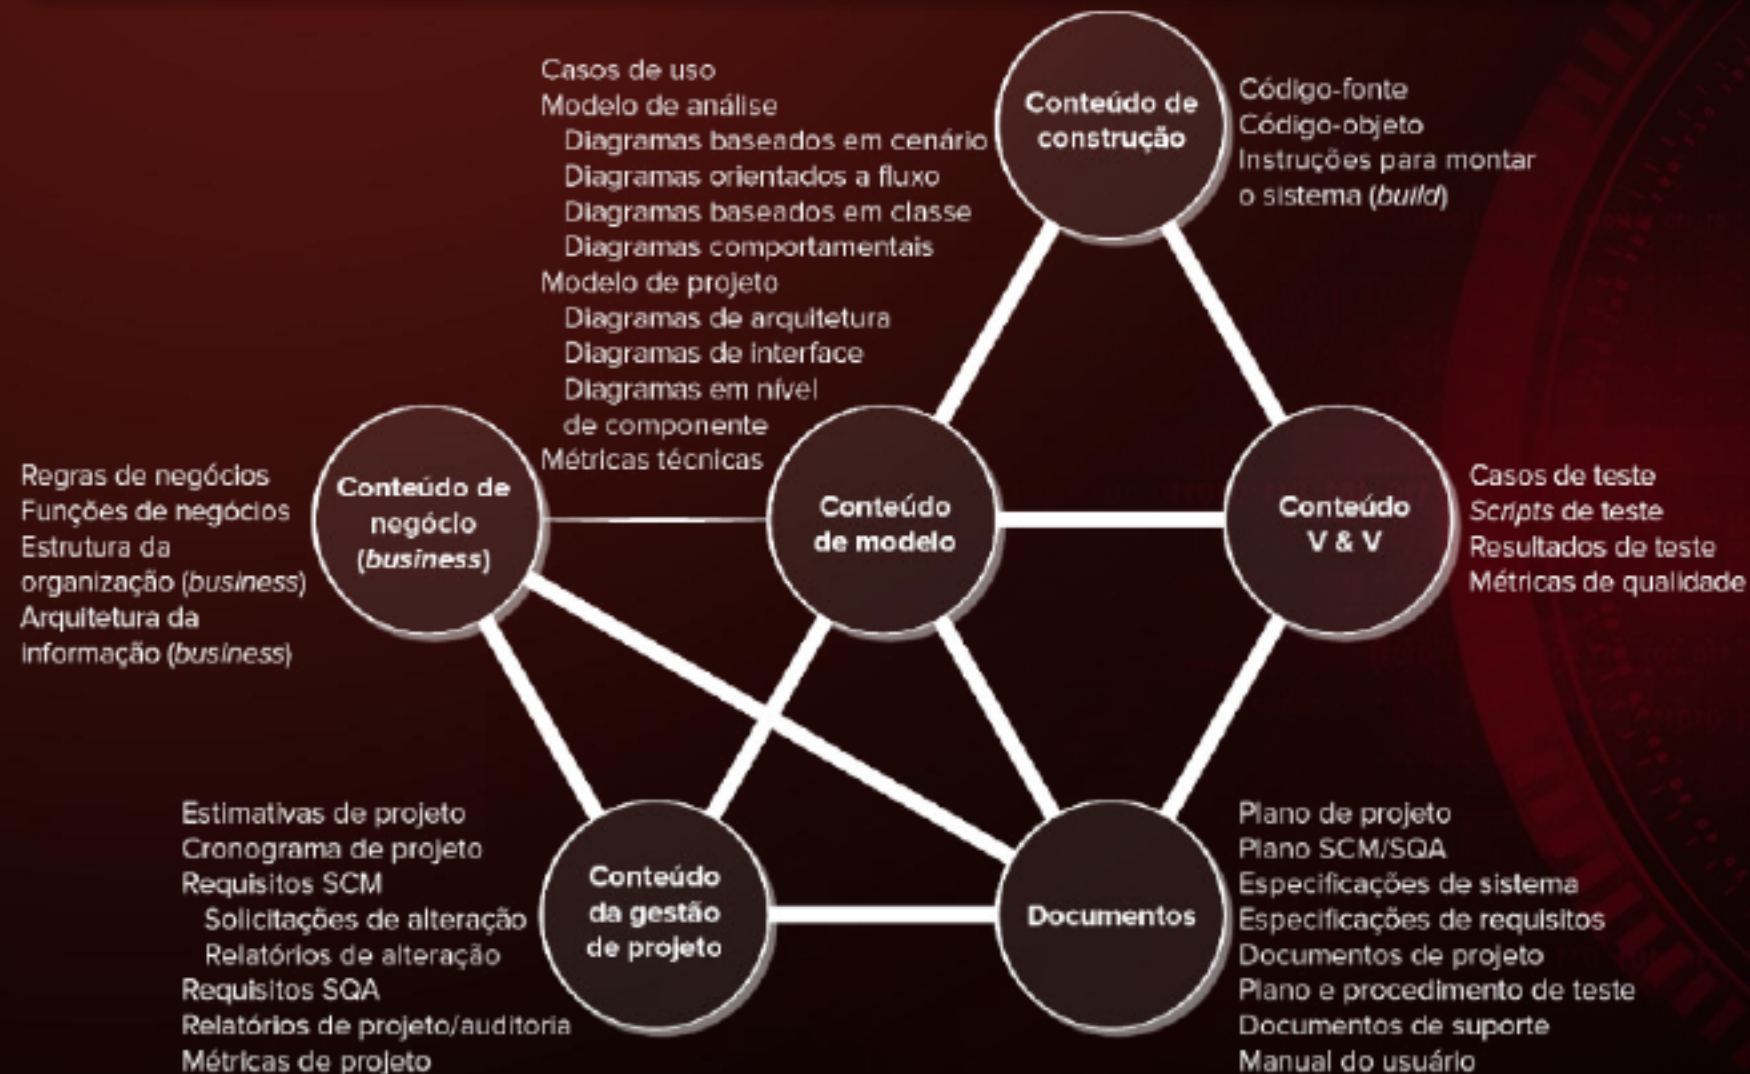 Casos de uso
Modelo de análise
Diagramas baseados em cenário
Diagramas orientados a fluxo
Diagramas baseados em classe
Diagramas comportamentais
Modelo de projeto
Diagramas de arquitetura
Diagramas de interface
Diagramas em nível
de componente
Métricas técnicas
Conteúdo de
construção
Código-fonte
Código-objeto
Instruções para montar
o sistema (build)
Regras de negócios
Funções de negócios
Estrutura da
organização (business)
Arquitetura da
informação (business)
Conteúdo de
negócio
(business)
Conteúdo
de modelo
Conteúdo
V & V
Casos de teste
Scripts de teste
Resultados de teste
Métricas de qualidade
Estimativas de projeto
Cronograma de projeto
Requisitos SCM
Solicitações de alteração
Relatórios de alteração
Requisitos SQA
Relatórios de projeto/auditoria
Métricas de projeto
Conteúdo
da gestão
de projeto
Documentos
Plano de projeto
Plano SCM/SQA
Especificações de sistema
Especificações de requisitos
Documentos de projeto
Plano e procedimento de teste
Documentos de suporte
Manual do usuário